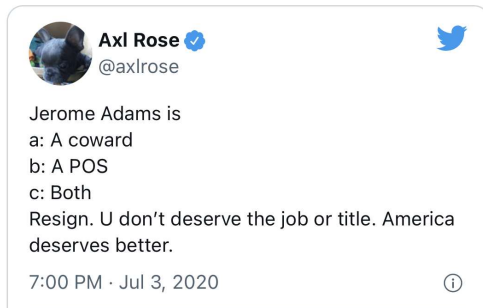 Axl Rose
@axlrose
Jerome Adams is
a: A coward
b: A POS
c: Both
Resign. U don’t deserve the job or title. America
deserves better.
7:00 PM · Jul 3, 2020